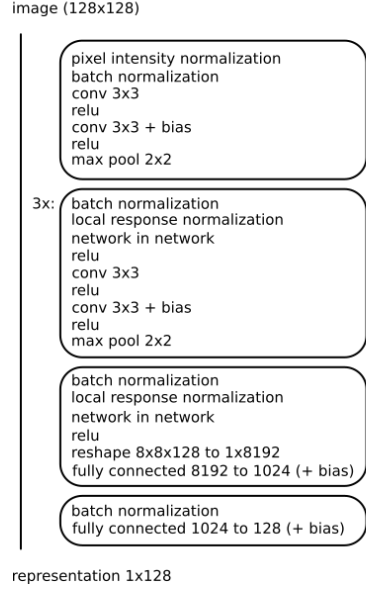 image (128x128)
pixel intensity normalization
batch normalization
conv 3x3
relu
conv 3x3 + bias
relu
max pool 2x2
3x:
batch normalization
local response normalization
network in network
relu
conv 3x3
relu
conv 3x3 + bias
relu
max pool 2x2
batch normalization
local response normalization
network in network
relu
reshape 8x8x128 to 1x8192
fully connected 8192 to 1024 (+ bias)
batch normalization
fully connected 1024 to 128 (+ bias)
representation 1x128